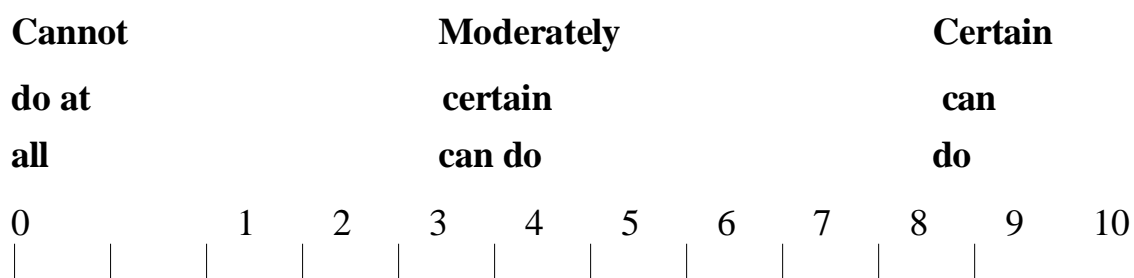 Cannot Moderately Certain
do at certain can
all can do do
0 1 2 3 4 5 6 7 8 9 10